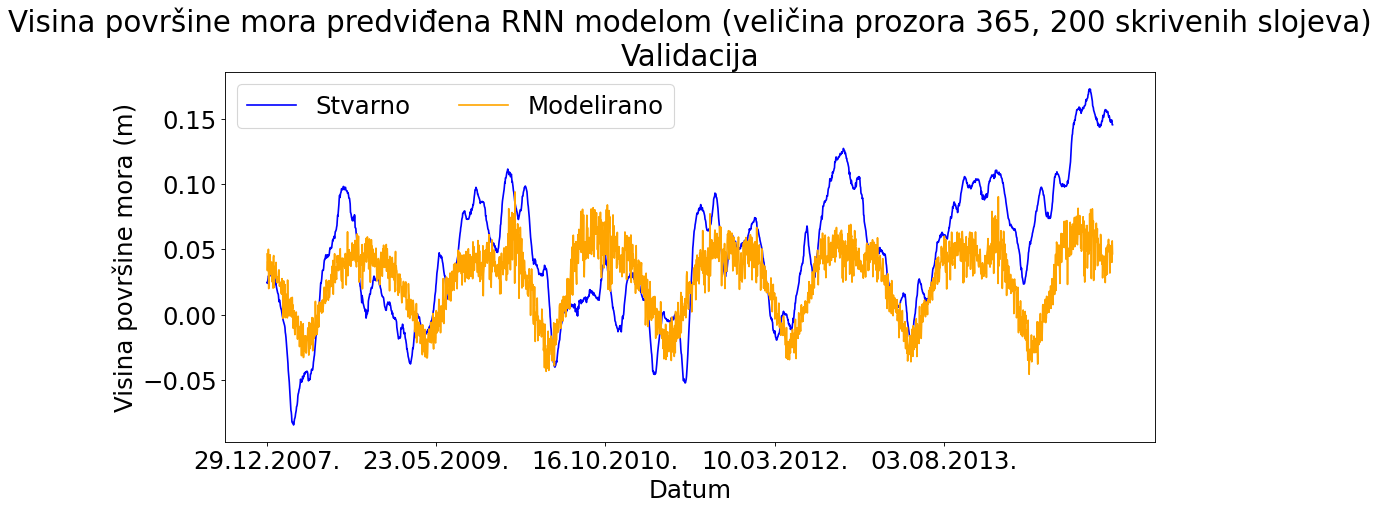 Visina površine mora predviđena RNN modelom (veličina prozora 365, 200 skrivenih slojeva)
Validacija
Stvarno
Modelirano
Visina površine mora (m)
0.15
0.10
0.05
0.00
−0.05
29.12.2007.
23.05.2009.
16.10.2010.
10.03.2012.
03.08.2013.
Datum